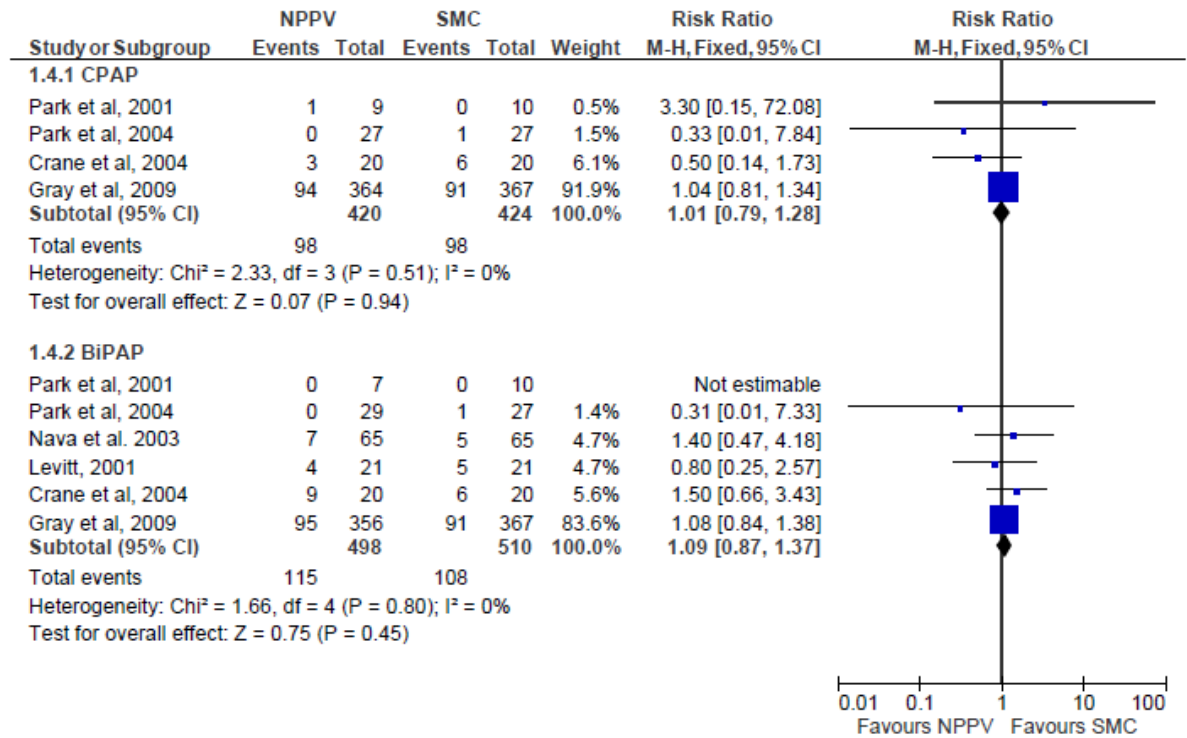 NPPV SMC Risk Ratio Risk Ratio
Study or Subgroup Events Total Events Total Weight M-H, Fixed, 95% CI M-H, Fixed, 95% CI
1.4.1 CPAP
Park et al, 2001 1 9 0 10 0.5% 3.30 [0.15, 72.08]
Park et al, 2004 0 27 1 27 1.5% 0.33 [0.01, 7.84]
Crane et al, 2004 3 20 6 20 6.1% 0.50 [0.14, 1.73]
Gray et al, 2009 94 364 91 367 91.9% 1.04 [0.81, 1.34]
Subtotal (95% CI) 420 424 100.0% 1.01 [0.79, 1.28]
Total events 98 98
Heterogeneity: Chi² = 2.33, df = 3 (P = 0.51); I² = 0%
Test for overall effect: Z = 0.07 (P = 0.94)
1.4.2 BiPAP
Park et al, 2001 0 7 0 10 Not estimable
Park et al, 2004 0 29 1 27 1.4% 0.31 [0.01, 7.33]
Nava et al. 2003 7 65 5 65 4.7% 1.40 [0.47, 4.18]
Levitt, 2001 4 21 5 21 4.7% 0.80 [0.25, 2.57]
Crane et al, 2004 9 20 6 20 5.6% 1.50 [0.66, 3.43]
Gray et al, 2009 95 356 91 367 83.6% 1.08 [0.84, 1.38]
Subtotal (95% CI) 498 510 100.0% 1.09 [0.87, 1.37]
Total events 115 108
Heterogeneity: Chi² = 1.66, df = 4 (P = 0.80); I² = 0%
Test for overall effect: Z = 0.75 (P = 0.45)
0.01 0.1 1 10 100
Favours NPPV Favours SMC